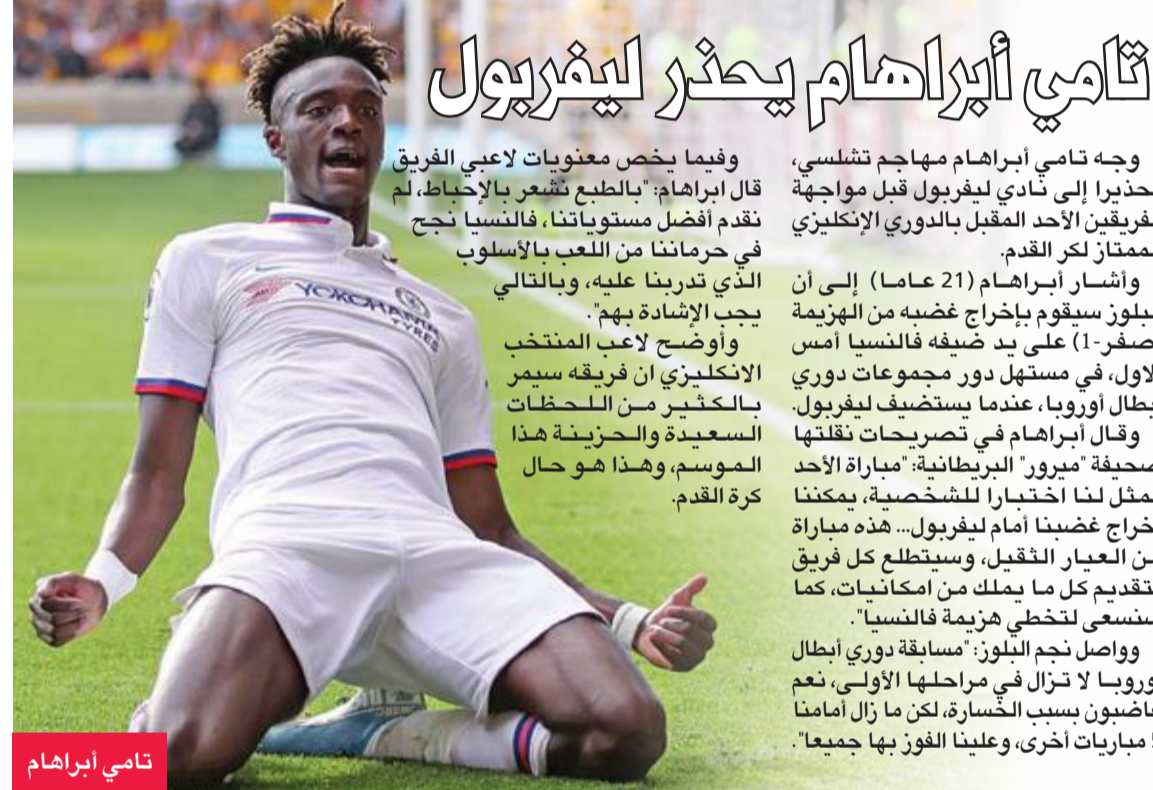 تامي أبراهام يحذر ليفربول
وجه تامي أبراهام مهاجم تشلسي،
تحذيرا إلى نادي ليفربول قبل مواجهة
الفريقين الأحد المقبل بالدوري الإنكليزي
الممتاز لكر القدم.
وأشار أبراهام (21 عاما) إلى أن
البلوز سيقوم بإخراج غضبه من الهزيمة
(صفر-1) على يد ضيفه فالنسيا أمس
الاول، في مستهل دور مجموعات دوري
أبطال أوروبا، عندما يستضيف ليفربول.
وقال أبراهام في تصريحات نقلتها
صحيفة "ميرور" البريطانية: "مباراة الأحد
تمثل لنا اختبارا للشخصية، يمكننا
إخراج غضبنا أمام ليفربول... هذه مباراة
من العيار الثقيل، وسيتطلع كل فريق
لتقديم كل ما يملك من امكانيات، كما
سنسعى لتخطي هزيمة فالنسيا".
وواصل نجم البلوز: "مسابقة دوري أبطال
أوروبا لا تزال في مراحلها الأولى، نعم
غاضبون بسبب الخسارة، لكن ما زال أمامنا
مباريات أخرى، وعلينا الفوز بها جميعا".
وفيما يخص معنويات لاعبي الفريق
قال ابراهام: "بالطبع نشعر بالإحباط، لم
نقدم أفضل مستوياتنا، فالنسيا نجح
في حرماننا من اللعب بالأسلوب
الذي تدربنا عليه، وبالتالي
يجب الإشادة بهم".
وأوضح لاعب المنتخب
الانكليزي ان فريقه سيمر
بالكثير من اللحظات
السعيدة والحزينة هذا
الموسم، وهذا هو حال
كرة القدم.
YOKOHAMA
TYRES
تامي أبراهام